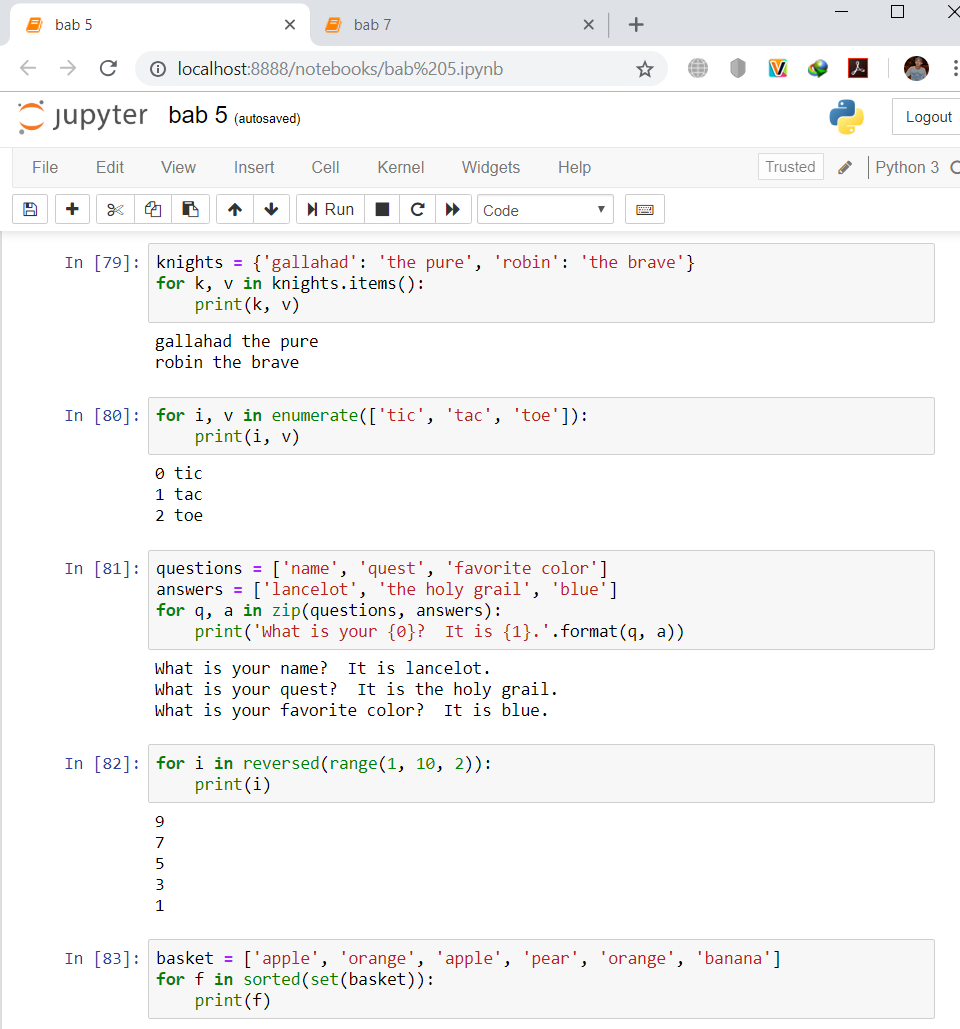 bab 5
bab 7
localhost:8888/notebooks/bab%205.ipynb
jupyter bab 5 (autosaved)
Logout
File Edit View Insert Cell Kernel Widgets Help
Trusted Python 3
Run Code
In [79]: knights = {'gallahad': 'the pure', 'robin': 'the brave'}
for k, v in knights.items():
    print(k, v)
gallahad the pure
robin the brave
In [80]: for i, v in enumerate(['tic', 'tac', 'toe']):
    print(i, v)
0 tic
1 tac
2 toe
In [81]: questions = ['name', 'quest', 'favorite color']
answers = ['lancelot', 'the holy grail', 'blue']
for q, a in zip(questions, answers):
    print('What is your {0}?  It is {1}.'.format(q, a))
What is your name?  It is lancelot.
What is your quest?  It is the holy grail.
What is your favorite color?  It is blue.
In [82]: for i in reversed(range(1, 10, 2)):
    print(i)
9
7
5
3
1
In [83]: basket = ['apple', 'orange', 'apple', 'pear', 'orange', 'banana']
for f in sorted(set(basket)):
    print(f)